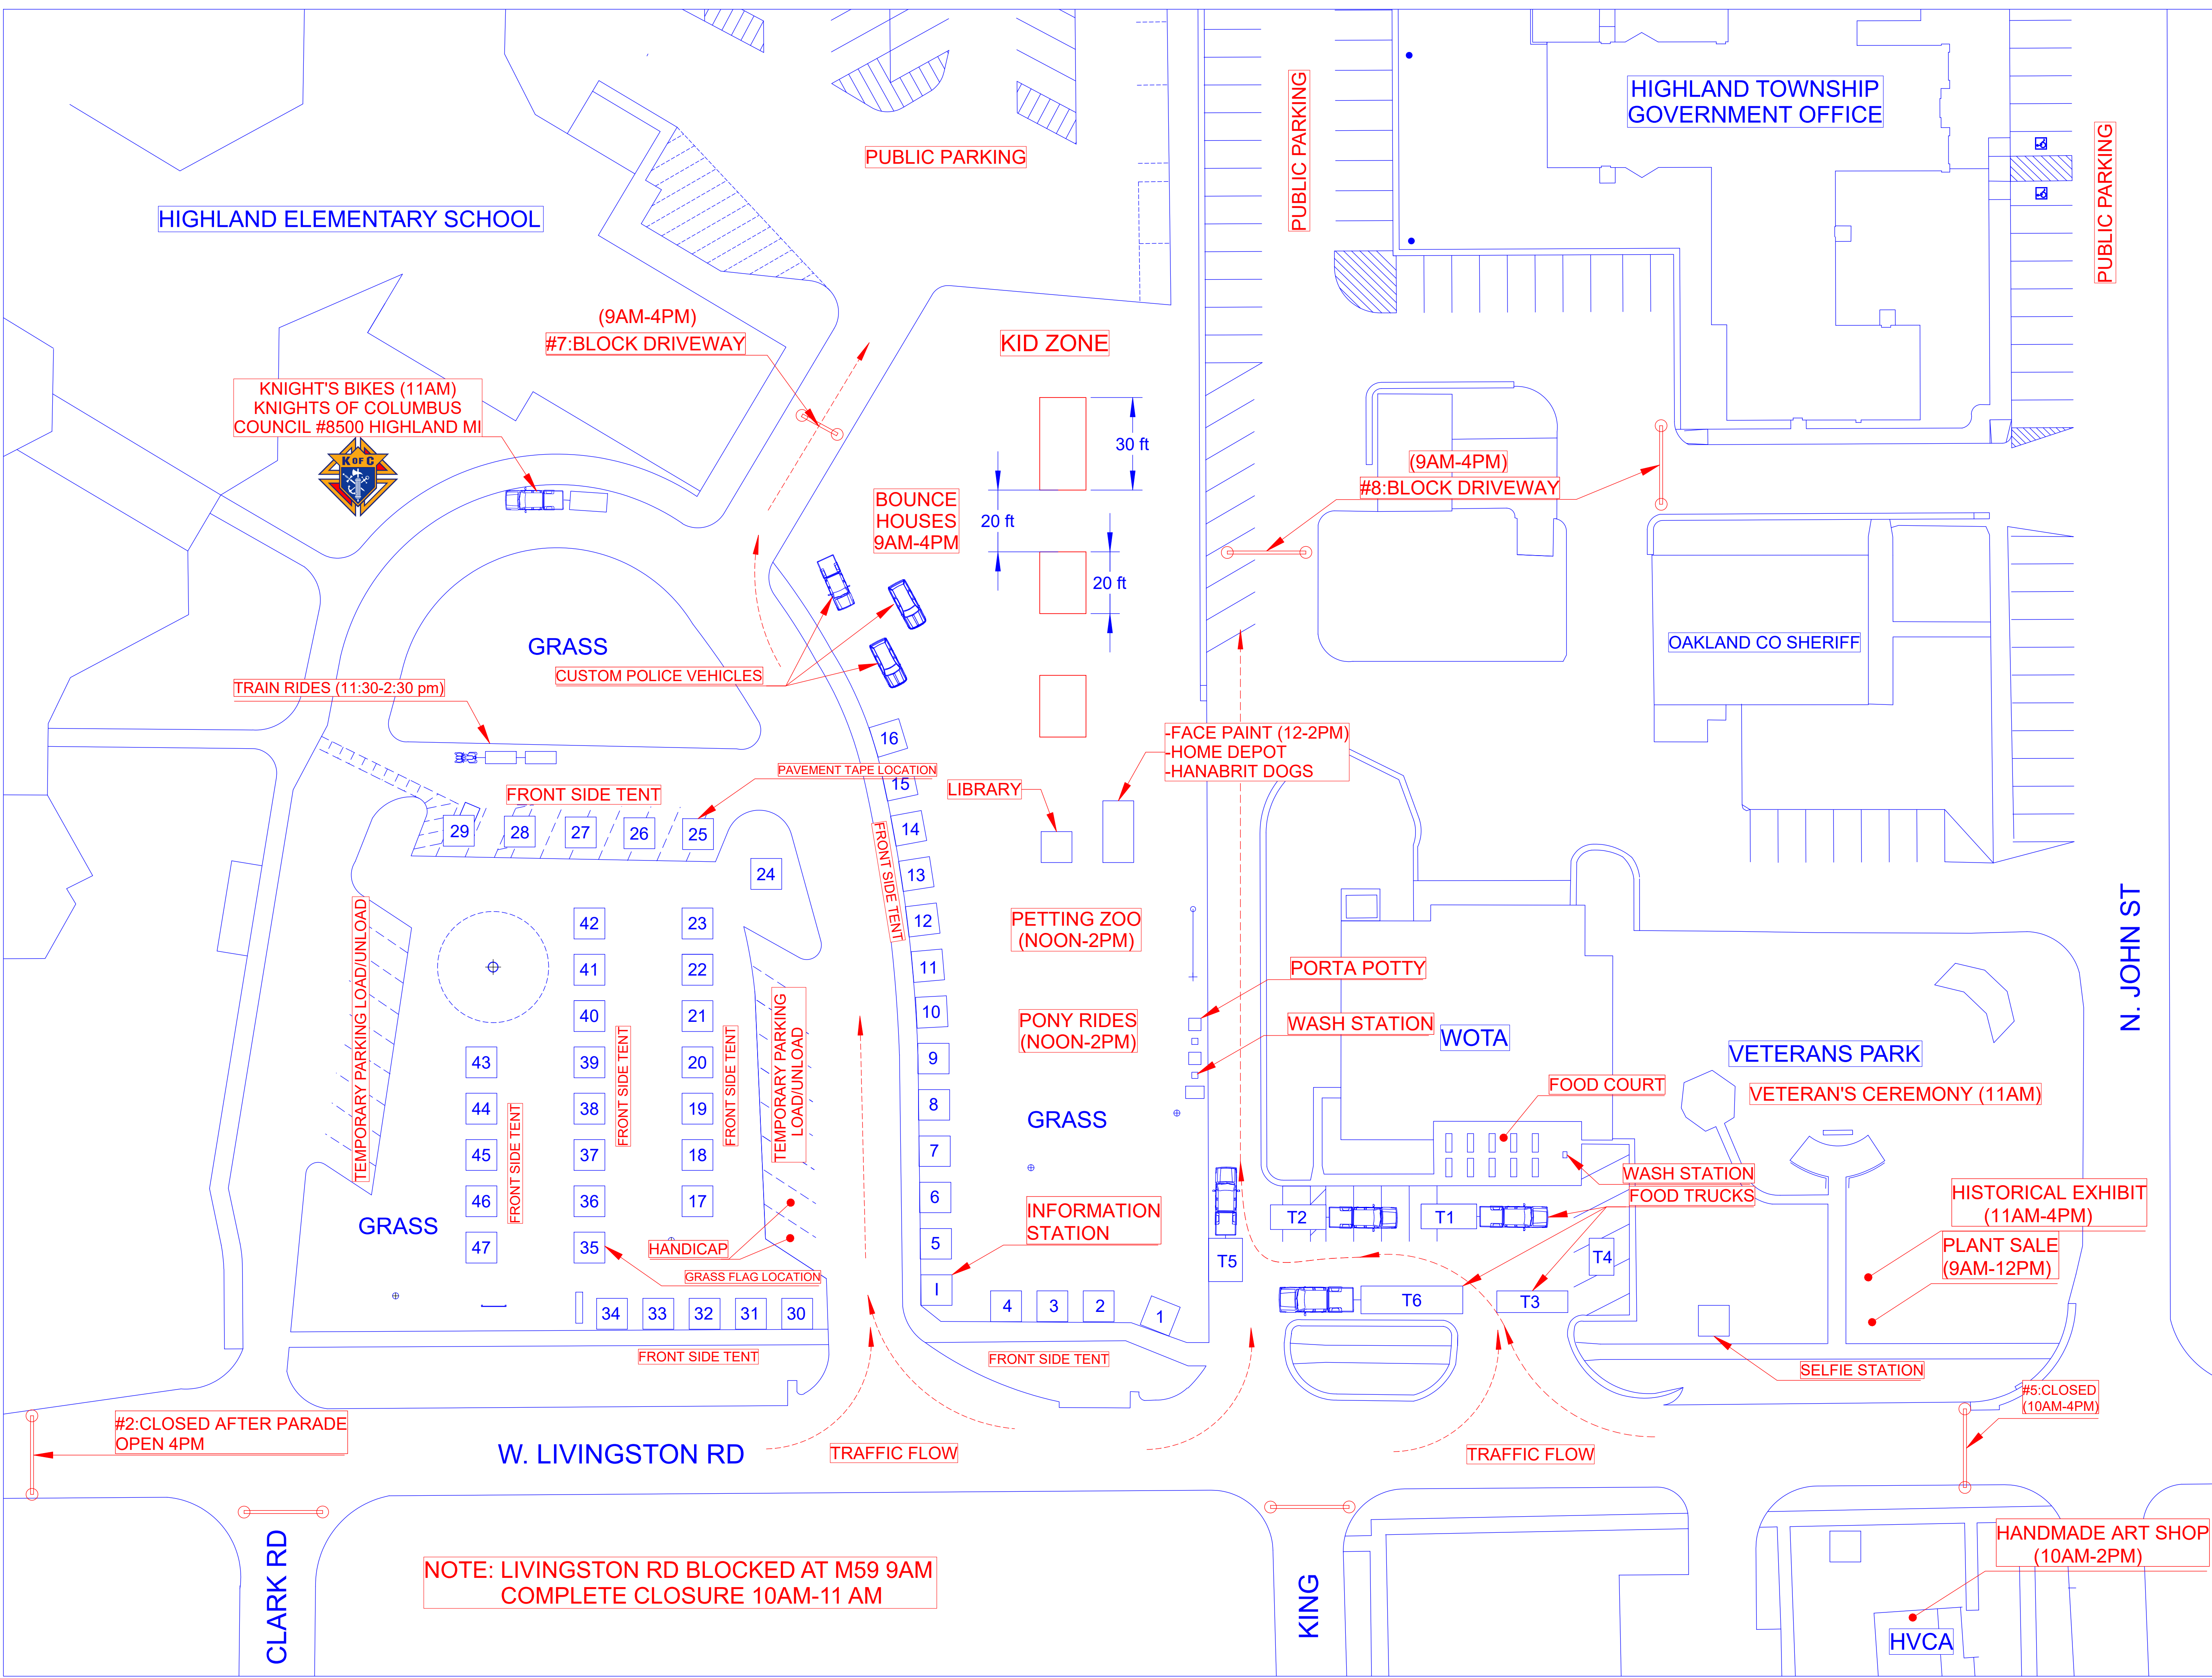 HIGHLAND TOWNSHIP
GOVERNMENT OFFICE
PUBLIC PARKING
PUBLIC PARKING
PUBLIC PARKING
HIGHLAND ELEMENTARY SCHOOL
(9AM-4PM)
#7:BLOCK DRIVEWAY
KID ZONE
KNIGHT'S BIKES (11AM)
KNIGHTS OF COLUMBUS
COUNCIL #8500 HIGHLAND MI
K OF C
30 ft
(9AM-4PM)
#8:BLOCK DRIVEWAY
BOUNCE
HOUSES
9AM-4PM
20 ft
20 ft
GRASS
CUSTOM POLICE VEHICLES
OAKLAND CO SHERIFF
TRAIN RIDES (11:30-2:30 pm)
-FACE PAINT (12-2PM)
-HOME DEPOT
-HANABRIT DOGS
16
PAVEMENT TAPE LOCATION
15
LIBRARY
FRONT SIDE TENT
29
28
27
26
25
14
FRONT SIDE TENT
24
13
42
23
12
PETTING ZOO
(NOON-2PM)
N. JOHN ST
TEMPORARY PARKING LOAD/UNLOAD
41
22
11
PORTA POTTY
40
21
10
PONY RIDES
(NOON-2PM)
WASH STATION
WOTA
VETERANS PARK
FRONT SIDE TENT
FRONT SIDE TENT
TEMPORARY PARKING
LOAD/UNLOAD
43
39
20
9
FOOD COURT
VETERAN'S CEREMONY (11AM)
44
38
19
8
GRASS
FRONT SIDE TENT
45
37
18
7
WASH STATION
FOOD TRUCKS
46
36
17
6
HISTORICAL EXHIBIT
(11AM-4PM)
GRASS
INFORMATION
STATION
T2
T1
47
35
HANDICAP
5
T5
T4
PLANT SALE
(9AM-12PM)
GRASS FLAG LOCATION
I
34
33
32
31
30
4
3
2
1
T6
T3
FRONT SIDE TENT
FRONT SIDE TENT
SELFIE STATION
#5:CLOSED
(10AM-4PM)
#2:CLOSED AFTER PARADE
OPEN 4PM
W. LIVINGSTON RD
TRAFFIC FLOW
TRAFFIC FLOW
CLARK RD
NOTE: LIVINGSTON RD BLOCKED AT M59 9AM
COMPLETE CLOSURE 10AM-11 AM
KING
HANDMADE ART SHOP
(10AM-2PM)
HVCA